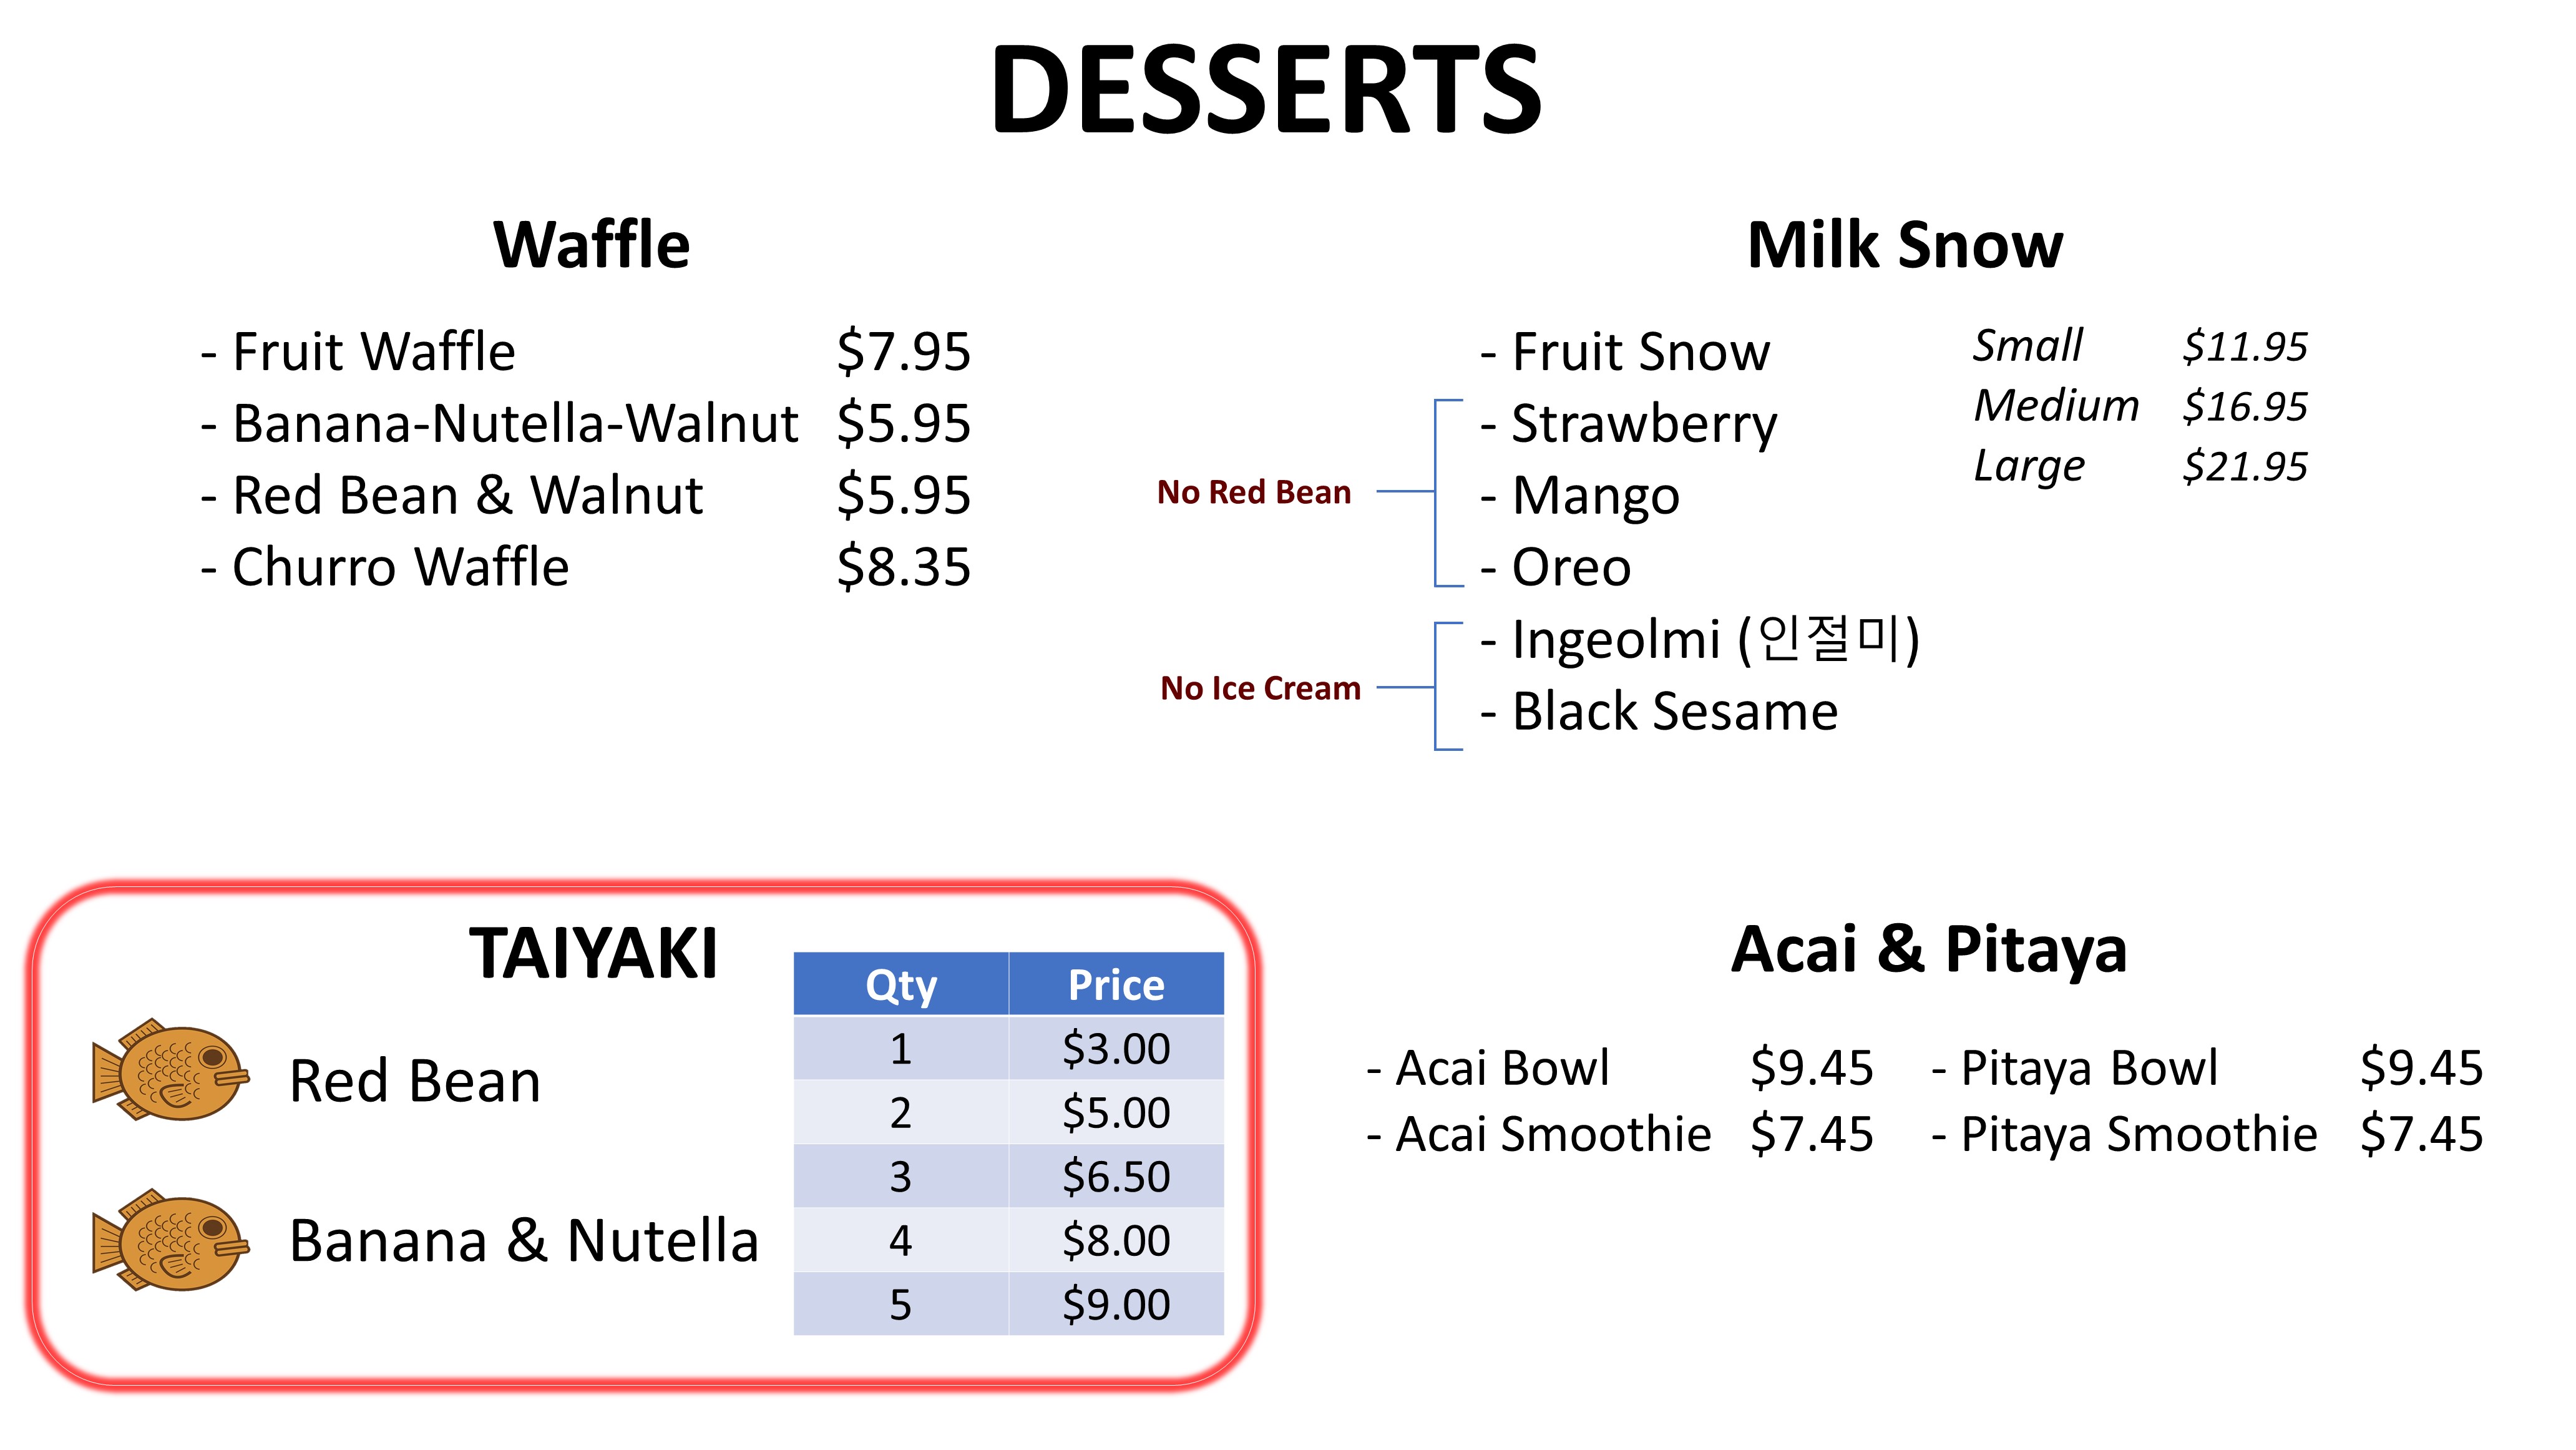 DESSERTS
Waffle
- Fruit Waffle $7.95
- Banana-Nutella-Walnut $5.95
- Red Bean & Walnut $5.95
- Churro Waffle $8.35
Milk Snow
- Fruit Snow
- Strawberry
- Mango
- Oreo
- Ingeolmi (인절미)
- Black Sesame
Small $11.95
Medium $16.95
Large $21.95
No Red Bean
No Ice Cream
TAIYAKI
Red Bean
Banana & Nutella
Qty Price
1 $3.00
2 $5.00
3 $6.50
4 $8.00
5 $9.00
Acai & Pitaya
- Acai Bowl $9.45 - Pitaya Bowl $9.45
- Acai Smoothie $7.45 - Pitaya Smoothie $7.45